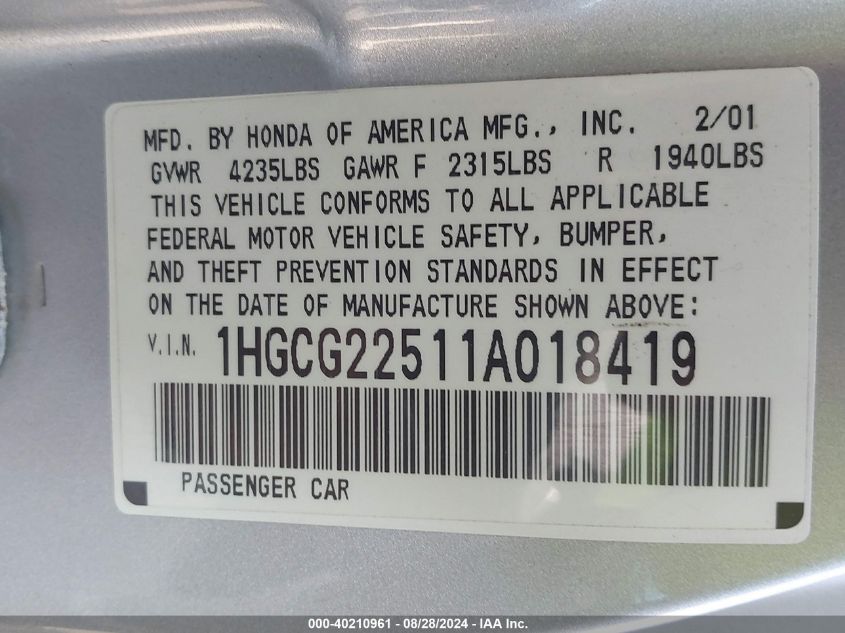 MFD. BY HONDA OF AMERICA MFG., INC. 2/01
GVWR 4235LBS GAWR F 2315LBS R 1940LBS
THIS VEHICLE CONFORMS TO ALL APPLICABLE
FEDERAL MOTOR VEHICLE SAFETY, BUMPER,
AND THEFT PREVENTION STANDARDS IN EFFECT
ON THE DATE OF MANUFACTURE SHOWN ABOVE:
V.I.N. 1HGCG22511A018419
PASSENGER CAR
000-40210961 - 08/28/2024 - IAA Inc.